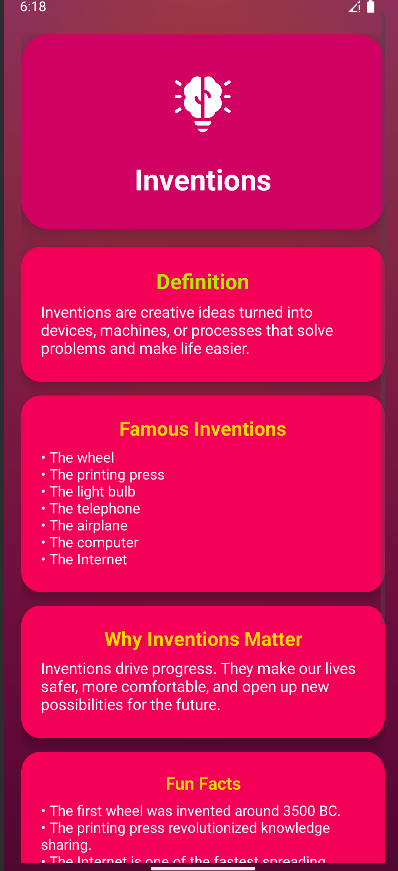 6:18
Inventions
Definition
Inventions are creative ideas turned into
devices, machines, or processes that solve
problems and make life easier.
Famous Inventions
• The wheel
• The printing press
• The light bulb
• The telephone
• The airplane
• The computer
• The Internet
Why Inventions Matter
Inventions drive progress. They make our lives
safer, more comfortable, and open up new
possibilities for the future.
Fun Facts
• The first wheel was invented around 3500 BC.
• The printing press revolutionized knowledge
sharing.
• The Internet is one of the fastest spreading